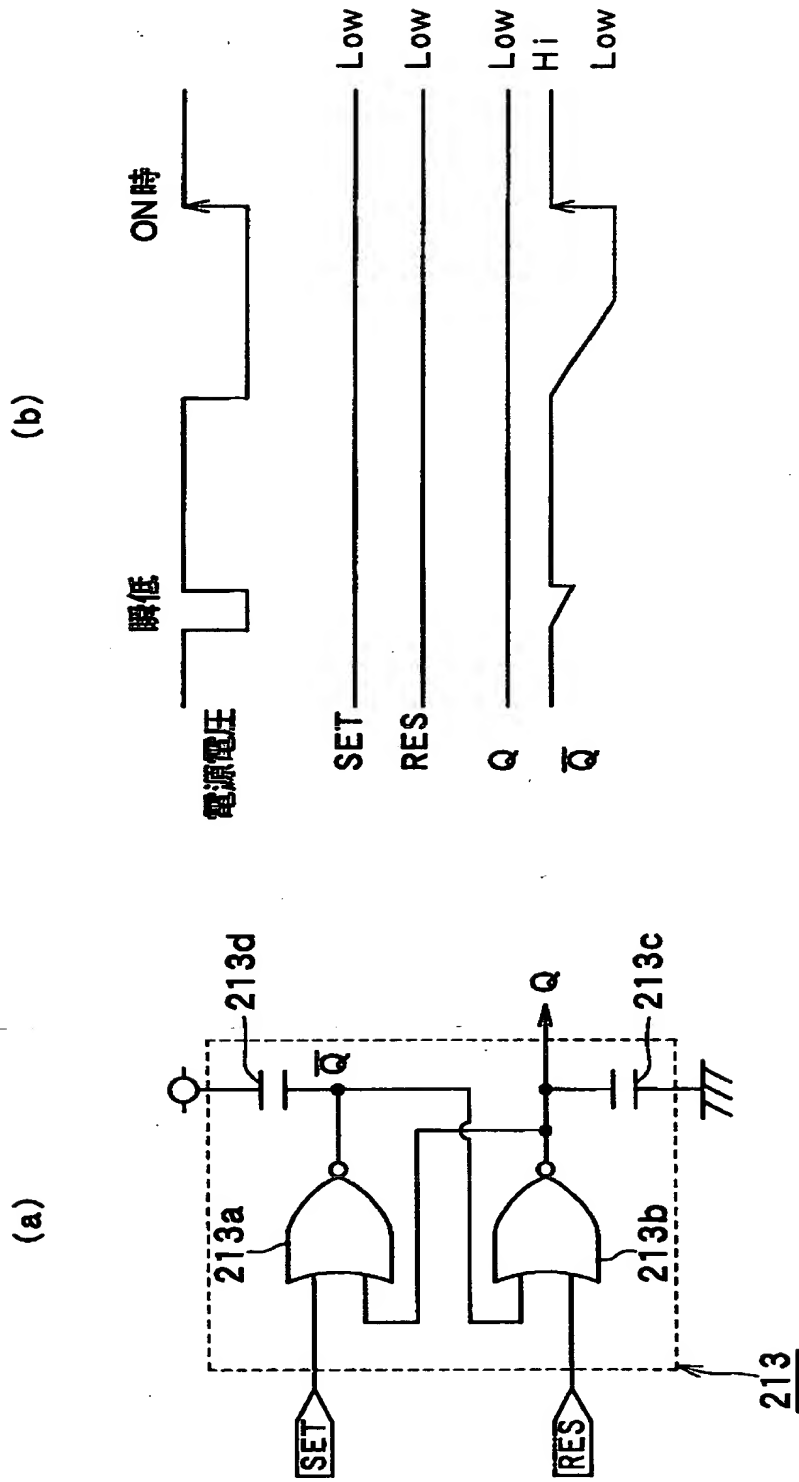 (a)
SET
RES
213a
213b
213d
Q̅
Q
213c
213
(b)
電源電圧
瞬低
ON時
SET
Low
RES
Low
Q
Low
Q̅
Hi
Low